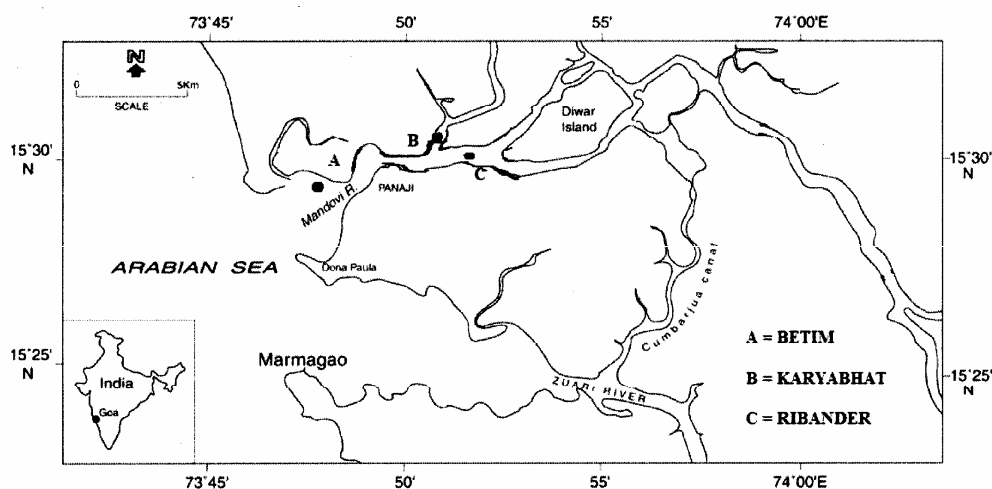 73°45' 50' 55' 74°00'E
N
0 5Km
SCALE
15°30'
N
A
B
C
Diwar
Island
15°30'
N
Mandovi R.
PANAJI
ARABIAN SEA
Dona Paula
Cumbarjua canal
15°25'
N
Marmagao
ZUARI RIVER
India
Goa
A = BETIM
B = KARYABHAT
C = RIBANDER
15°25'
N
73°45' 50' 55' 74°00'E